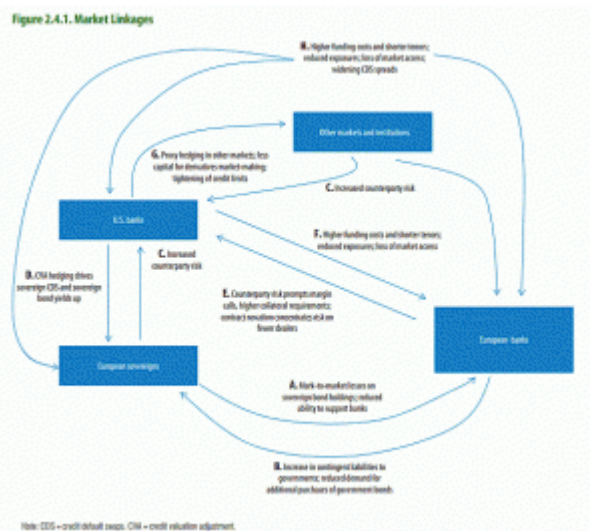 Figure 2.4.1. Market Linkages
Higher funding costs and shorter tenors;
reduced exposures; loss of market access;
widening CDS spreads
Other markets and institutions
G. Proxy hedging in other markets; less
capital for derivatives market-making;
tightening of credit limits
C. Increased counterparty risk
U.S. banks
F. Higher funding costs and shorter tenors;
reduced exposures; loss of market access
C. Increased
counterparty risk
D. CVA hedging drives
sovereign CDS and sovereign
bond yields up
E. Counterparty risk prompts margin
calls, higher collateral requirements;
contract novation concentrates risk on
fewer dealers
European banks
European sovereigns
A. Mark-to-market losses on
sovereign bond holdings; reduced
ability to support banks
B. Increase in contingent liabilities to
governments; reduced demand for
additional purchases of government bonds
Note: CDS = credit default swaps. CVA = credit valuation adjustment.